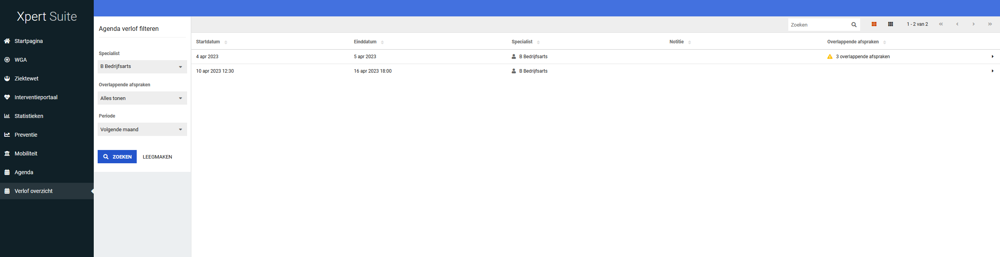 Xpert Suite
Startpagina
WGA
Ziektewet
Interventieportaal
Statistieken
Preventie
Mobiliteit
Agenda
Verlof overzicht
Agenda verlof filteren
Specialist
B Bedrijfsarts
Overlappende afspraken
Alles tonen
Periode
Volgende maand
ZOEKEN LEEGMAKEN
Zoeken 1 - 2 van 2
Startdatum Einddatum Specialist Notitie Overlappende afspraken
4 apr 2023 5 apr 2023 B Bedrijfsarts 3 overlappende afspraken
10 apr 2023 12:30 16 apr 2023 18:00 B Bedrijfsarts